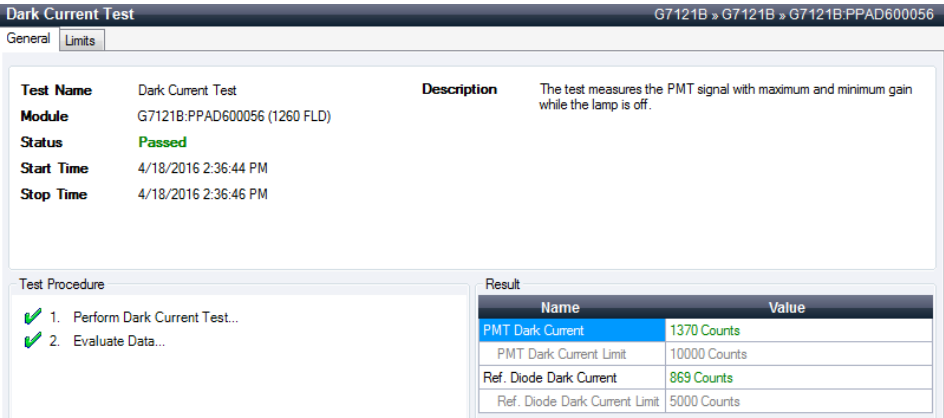 Dark Current Test G7121B » G7121B » G7121B:PPAD600056
General Limits
Test Name Dark Current Test Description The test measures the PMT signal with maximum and minimum gain
while the lamp is off.
Module G7121B:PPAD600056 (1260 FLD)
Status Passed
Start Time 4/18/2016 2:36:44 PM
Stop Time 4/18/2016 2:36:46 PM
Test Procedure
1. Perform Dark Current Test...
2. Evaluate Data...
Result
Name Value
PMT Dark Current 1370 Counts
PMT Dark Current Limit 10000 Counts
Ref. Diode Dark Current 869 Counts
Ref. Diode Dark Current Limit 5000 Counts